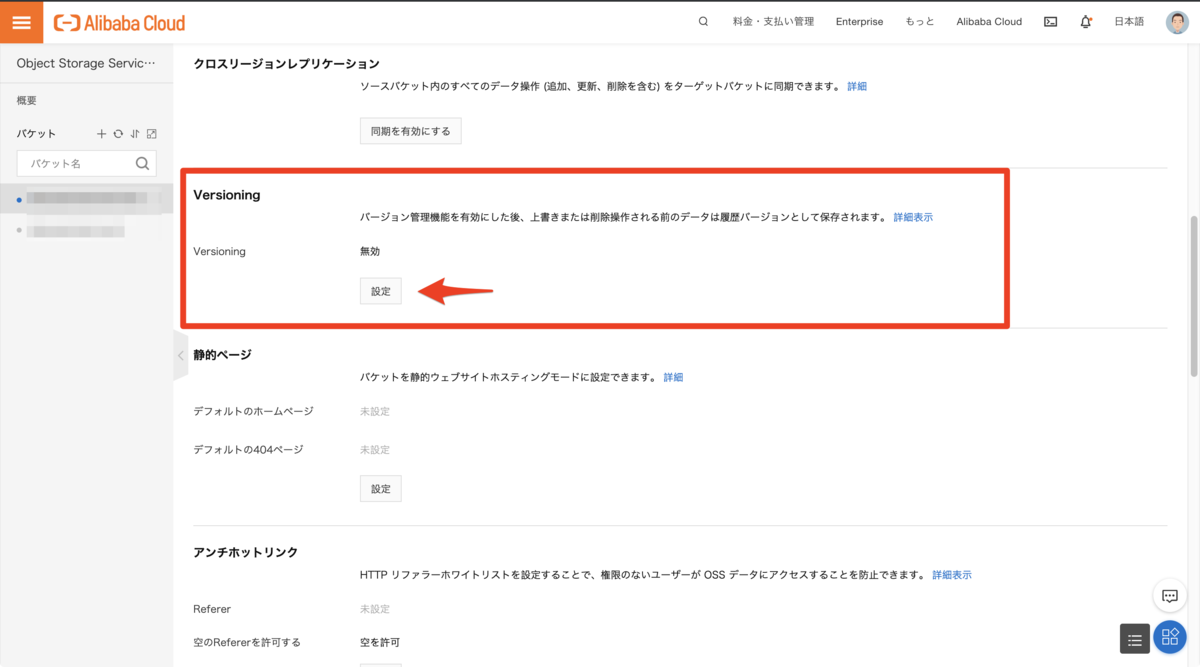 Alibaba Cloud
料金・支払い管理
Enterprise
もっと
Alibaba Cloud
日本語
Object Storage Servic…
概要
バケット
バケット名
クロスリージョンレプリケーション
ソースバケット内のすべてのデータ操作 (追加、更新、削除を含む) をターゲットバケットに同期できます。 詳細
同期を有効にする
Versioning
バージョン管理機能を有効にした後、上書きまたは削除操作される前のデータは履歴バージョンとして保存されます。 詳細表示
Versioning 無効
設定
静的ページ
バケットを静的ウェブサイトホスティングモードに設定できます。 詳細
デフォルトのホームページ 未設定
デフォルトの404ページ 未設定
設定
アンチホットリンク
HTTP リファラーホワイトリストを設定することで、権限のないユーザーが OSS データにアクセスすることを防止できます。 詳細表示
Referer 未設定
空のRefererを許可する 空を許可